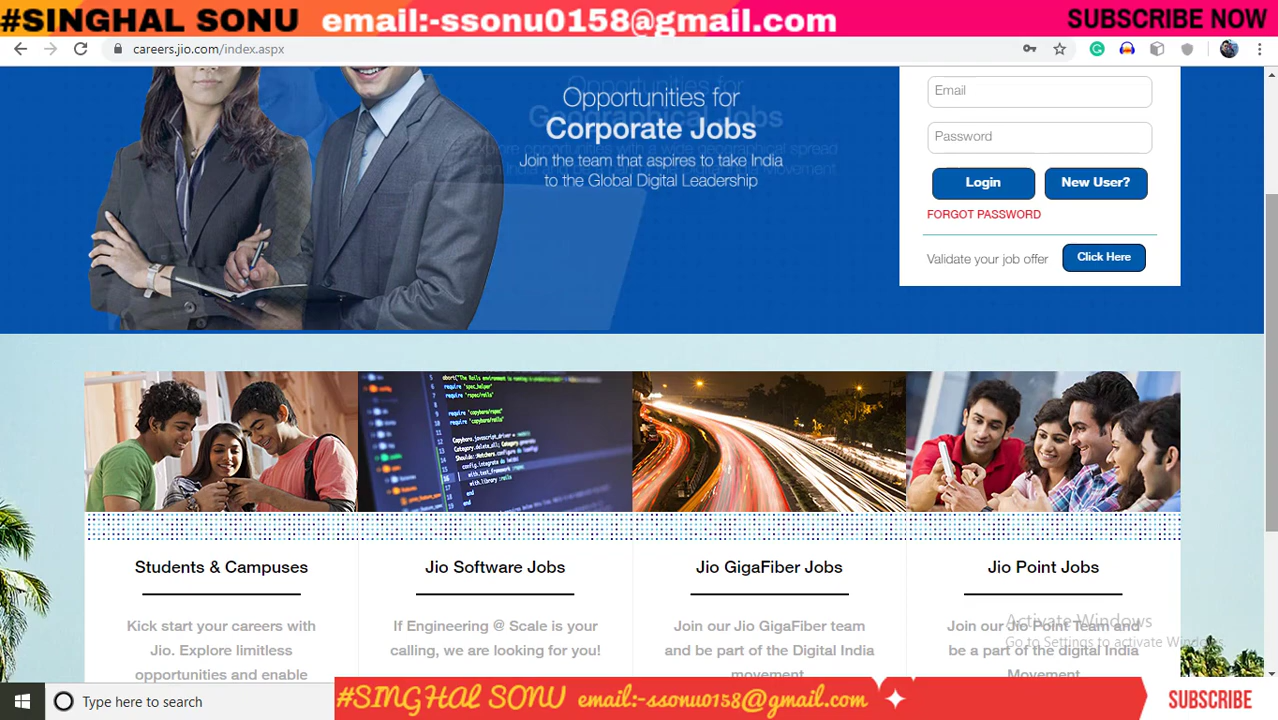 #SINGHAL SONU email:-ssonu0158@gmail.com SUBSCRIBE NOW
careers.jio.com/index.aspx
Opportunities for
Geographical Jobs
Opportunities for
Corporate Jobs
Join the team that aspires to take India
to the Global Digital Leadership
Email
Password
Login New User?
FORGOT PASSWORD
Validate your job offer Click Here
Students & Campuses
Kick start your careers with
Jio. Explore limitless
opportunities and enable
Jio Software Jobs
If Engineering @ Scale is your
calling, we are looking for you!
Jio GigaFiber Jobs
Join our Jio GigaFiber team
and be part of the Digital India
movement
Jio Point Jobs
Join our Jio Point Team and
be a part of the digital India
Movement
Activate Windows
Go to Settings to activate Windows.
Type here to search
#SINGHAL SONU email:-ssonu0158@gmail.com SUBSCRIBE